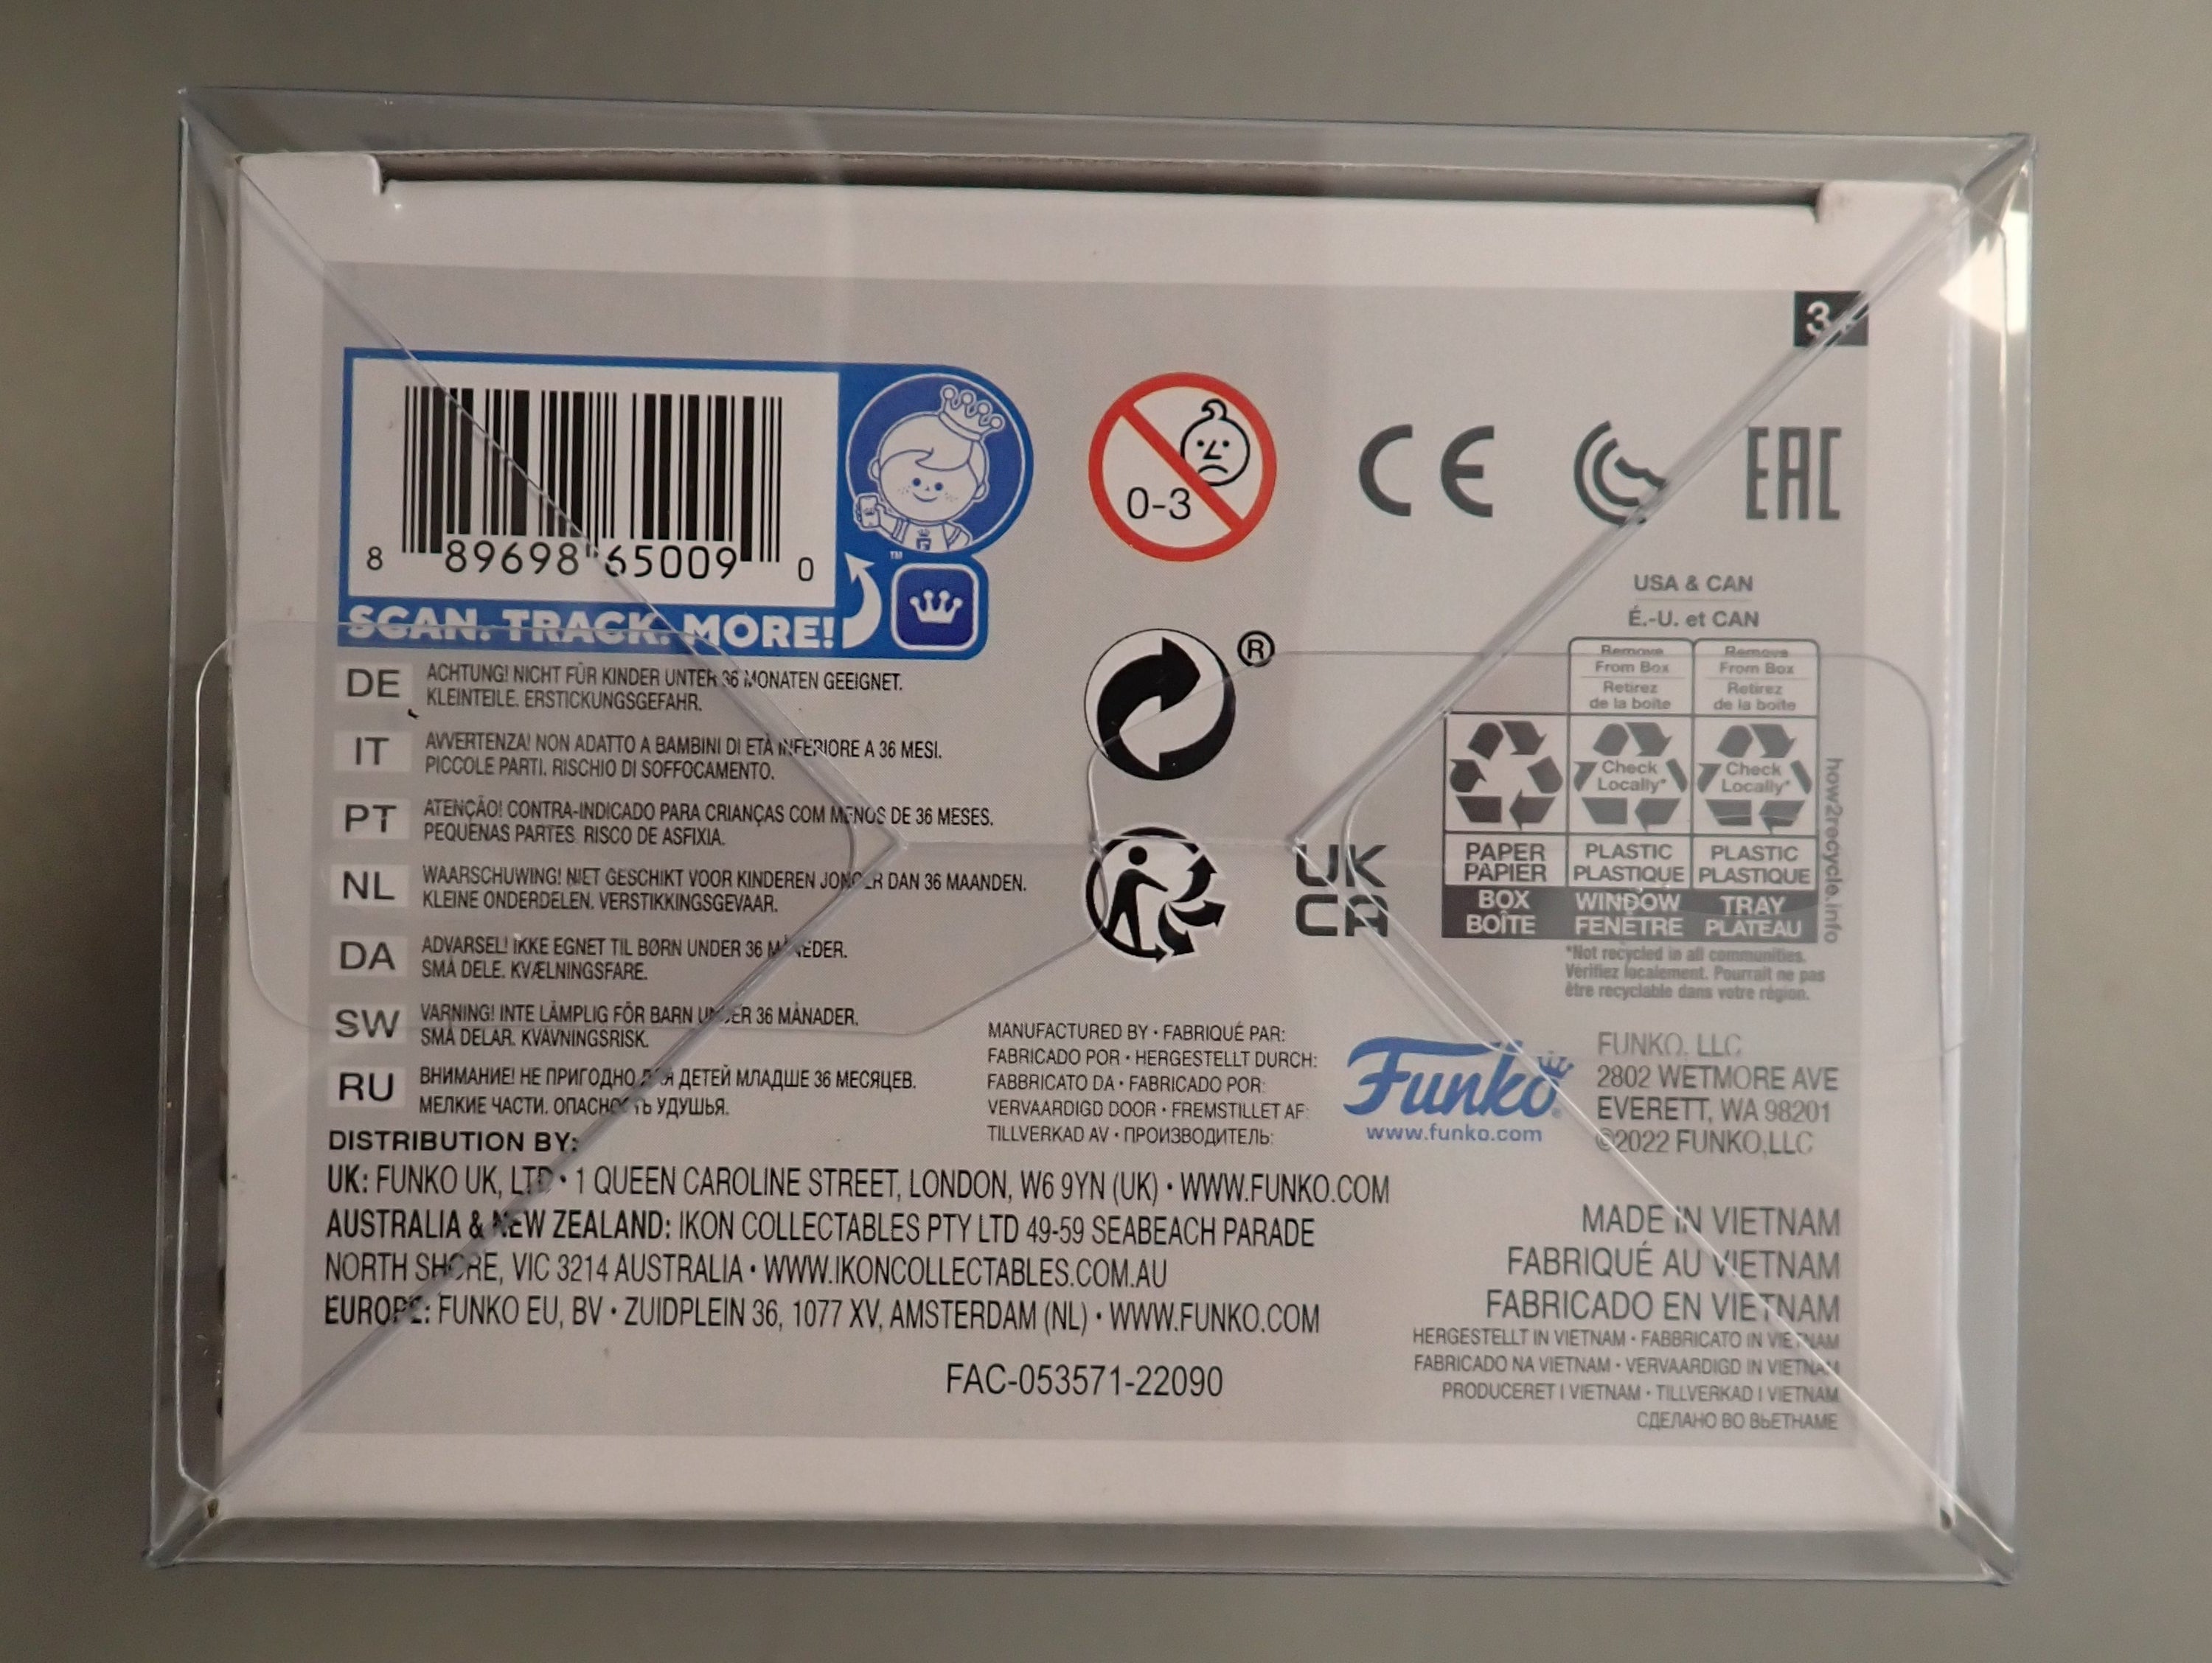 3+
8 89698 65009 0
SCAN. TRACK. MORE!
™
0-3
CE
EAC
®
UK
CA
USA & CAN
É.-U. et CAN
Remove From Box Retirez de la boîte
Remove From Box Retirez de la boîte
Check Locally*
Check Locally*
PAPER PAPIER
PLASTIC PLASTIQUE
PLASTIC PLASTIQUE
BOX BOÎTE
WINDOW FENÊTRE
TRAY PLATEAU
how2recycle.info
*Not recycled in all communities.
Vérifiez localement. Pourrait ne pas
être recyclable dans votre région.
DE ACHTUNG! NICHT FÜR KINDER UNTER 36 MONATEN GEEIGNET.
KLEINTEILE. ERSTICKUNGSGEFAHR.
IT AVVERTENZA! NON ADATTO A BAMBINI DI ETÀ INFERIORE A 36 MESI.
PICCOLE PARTI. RISCHIO DI SOFFOCAMENTO.
PT ATENÇÃO! CONTRA-INDICADO PARA CRIANÇAS COM MENOS DE 36 MESES.
PEQUENAS PARTES. RISCO DE ASFIXIA.
NL WAARSCHUWING! NIET GESCHIKT VOOR KINDEREN JONGER DAN 36 MAANDEN.
KLEINE ONDERDELEN. VERSTIKKINGSGEVAAR.
DA ADVARSEL! IKKE EGNET TIL BØRN UNDER 36 MÅNEDER.
SMÅ DELE. KVÆLNINGSFARE.
SW VARNING! INTE LÄMPLIG FÖR BARN UNDER 36 MÅNADER.
SMÅ DELAR. KVÄVNINGSRISK.
RU ВНИМАНИЕ! НЕ ПРИГОДНО ДЛЯ ДЕТЕЙ МЛАДШЕ 36 МЕСЯЦЕВ.
МЕЛКИЕ ЧАСТИ. ОПАСНОСТЬ УДУШЬЯ.
MANUFACTURED BY • FABRIQUÉ PAR:
FABRICADO POR • HERGESTELLT DURCH:
FABBRICATO DA • FABRICADO POR:
VERVAARDIGD DOOR • FREMSTILLET AF:
TILLVERKAD AV • ПРОИЗВОДИТЕЛЬ:
Funko®
www.funko.com
FUNKO, LLC
2802 WETMORE AVE
EVERETT, WA 98201
©2022 FUNKO,LLC
DISTRIBUTION BY:
UK: FUNKO UK, LTD • 1 QUEEN CAROLINE STREET, LONDON, W6 9YN (UK) • WWW.FUNKO.COM
AUSTRALIA & NEW ZEALAND: IKON COLLECTABLES PTY LTD 49-59 SEABEACH PARADE
NORTH SHORE, VIC 3214 AUSTRALIA • WWW.IKONCOLLECTABLES.COM.AU
EUROPE: FUNKO EU, BV • ZUIDPLEIN 36, 1077 XV, AMSTERDAM (NL) • WWW.FUNKO.COM
FAC-053571-22090
MADE IN VIETNAM
FABRIQUÉ AU VIETNAM
FABRICADO EN VIETNAM
HERGESTELLT IN VIETNAM • FABBRICATO IN VIETNAM
FABRICADO NA VIETNAM • VERVAARDIGD IN VIETNAM
PRODUCERET I VIETNAM • TILLVERKAD I VIETNAM
СДЕЛАНО ВО ВЬЕТНАМЕ